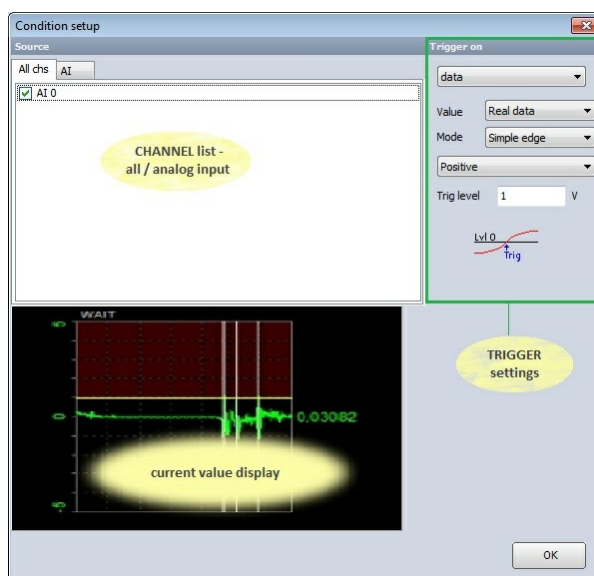 Condition setup
Source
Trigger on
All chs
AI
AI 0
CHANNEL list -
all / analog input
data
Value
Real data
Mode
Simple edge
Positive
Trig level
1
V
Lvl 0
Trig
TRIGGER
settings
WAIT
0
0.03082
current value display
OK